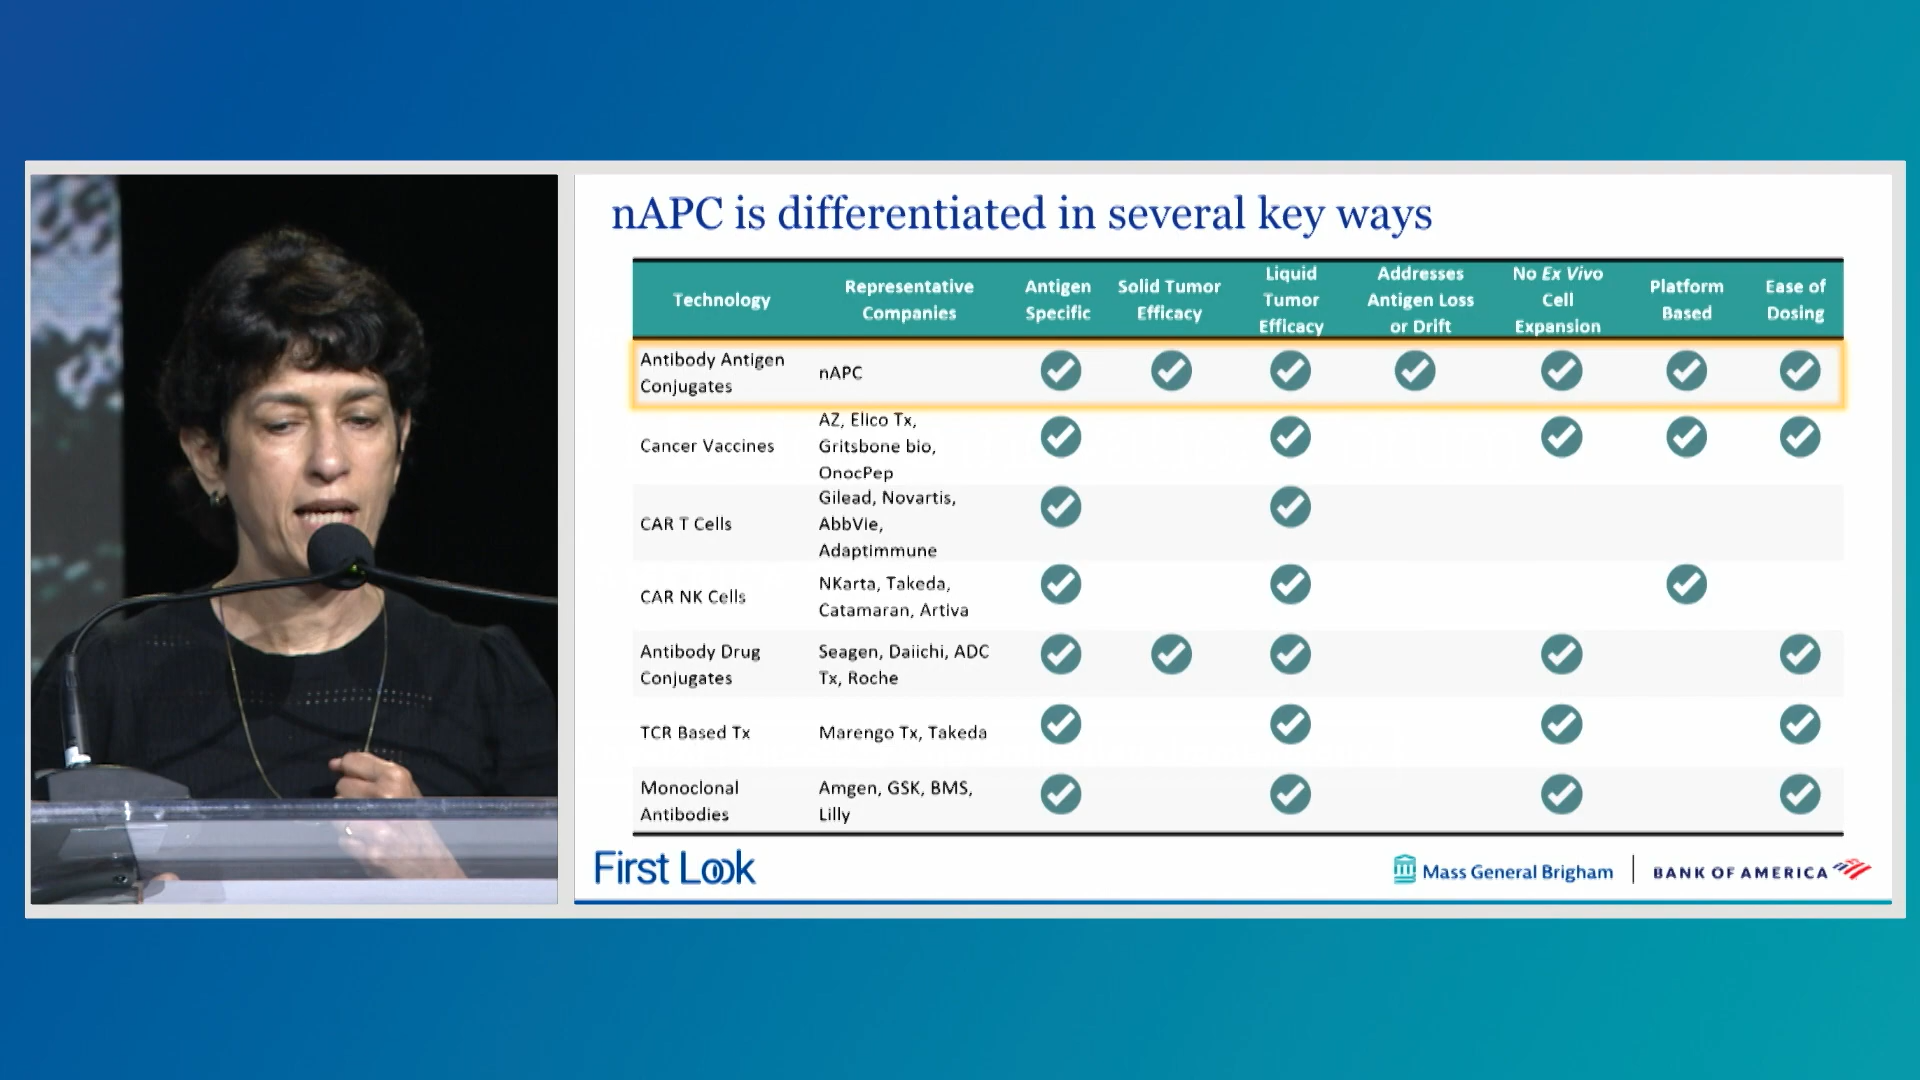 nAPC is differentiated in several key ways
Technology
Representative
Companies
Antigen
Specific
Solid Tumor
Efficacy
Liquid
Tumor
Efficacy
Addresses
Antigen Loss
or Drift
No Ex Vivo
Cell
Expansion
Platform
Based
Ease of
Dosing
Antibody Antigen
Conjugates
nAPC
Cancer Vaccines
AZ, Elico Tx,
Gritsbone bio,
OnocPep
CAR T Cells
Gilead, Novartis,
AbbVie,
Adaptimmune
CAR NK Cells
NKarta, Takeda,
Catamaran, Artiva
Antibody Drug
Conjugates
Seagen, Daiichi, ADC
Tx, Roche
TCR Based Tx
Marengo Tx, Takeda
Monoclonal
Antibodies
Amgen, GSK, BMS,
Lilly
First Look
Mass General Brigham
BANK OF AMERICA